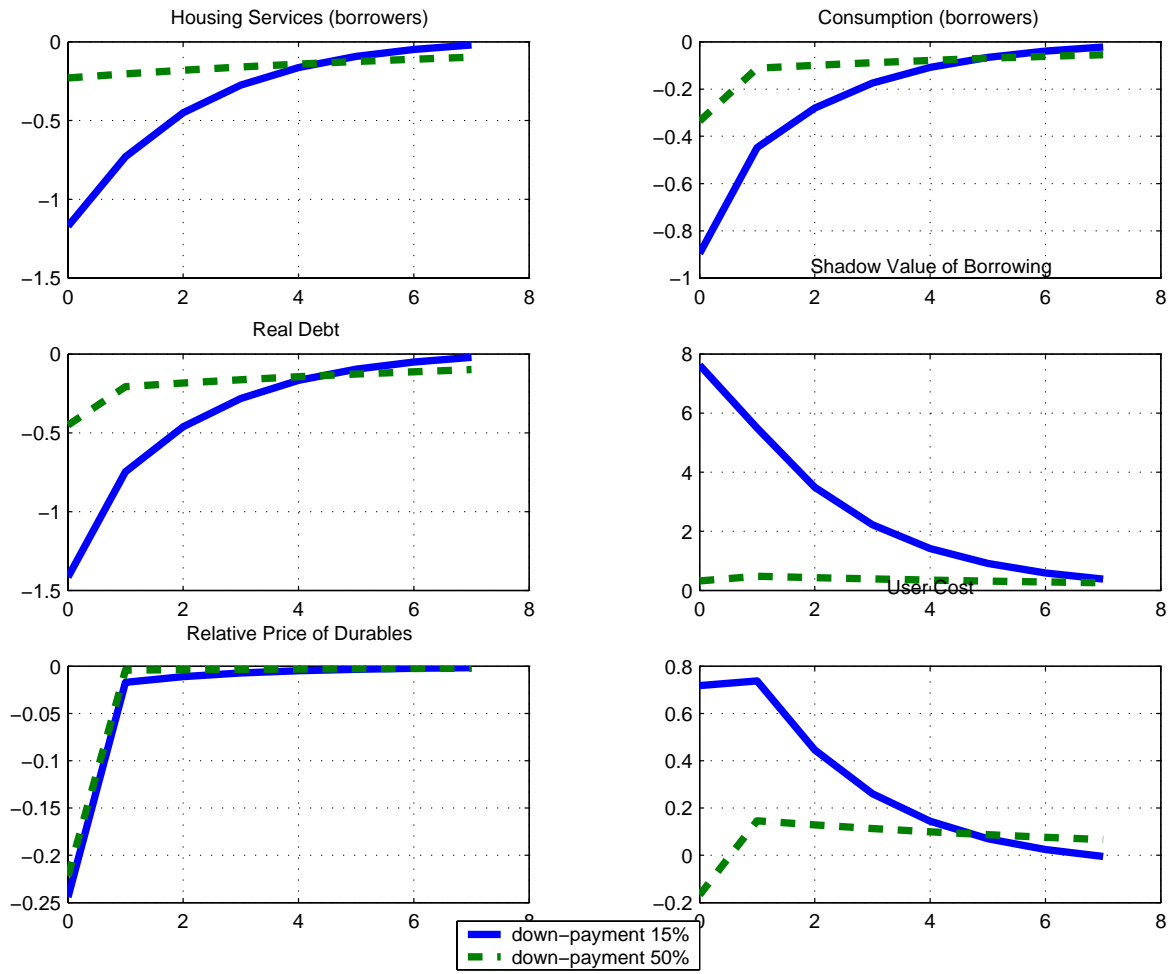 Housing Services (borrowers)
Consumption (borrowers)
0
−0.5
−1
−1.5
0 2 4 6 8
0
−0.2
−0.4
−0.6
−0.8
−1
0 2 4 6 8
Real Debt
Shadow Value of Borrowing
0
−0.5
−1
−1.5
0 2 4 6 8
8
6
4
2
0
0 2 4 6 8
Relative Price of Durables
User Cost
0
−0.05
−0.1
−0.15
−0.2
−0.25
0 2 4 6 8
0.8
0.6
0.4
0.2
0
−0.2
0 2 4 6 8
down−payment 15%
down−payment 50%